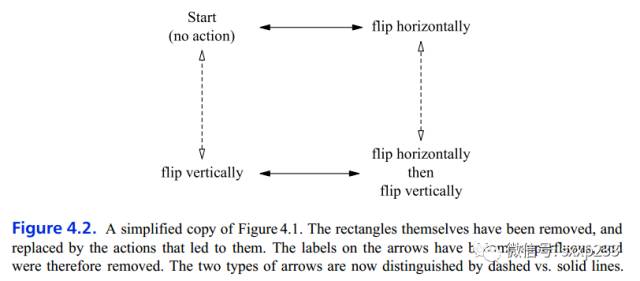 Start
(no action)
flip horizontally
flip vertically
flip horizontally
then
flip vertically
Figure 4.2. A simplified copy of Figure 4.1. The rectangles themselves have been removed, and
replaced by the actions that led to them. The labels on the arrows have and
were therefore removed. The two types of arrows are now distinguished by dashed vs. solid lines.
微信号: